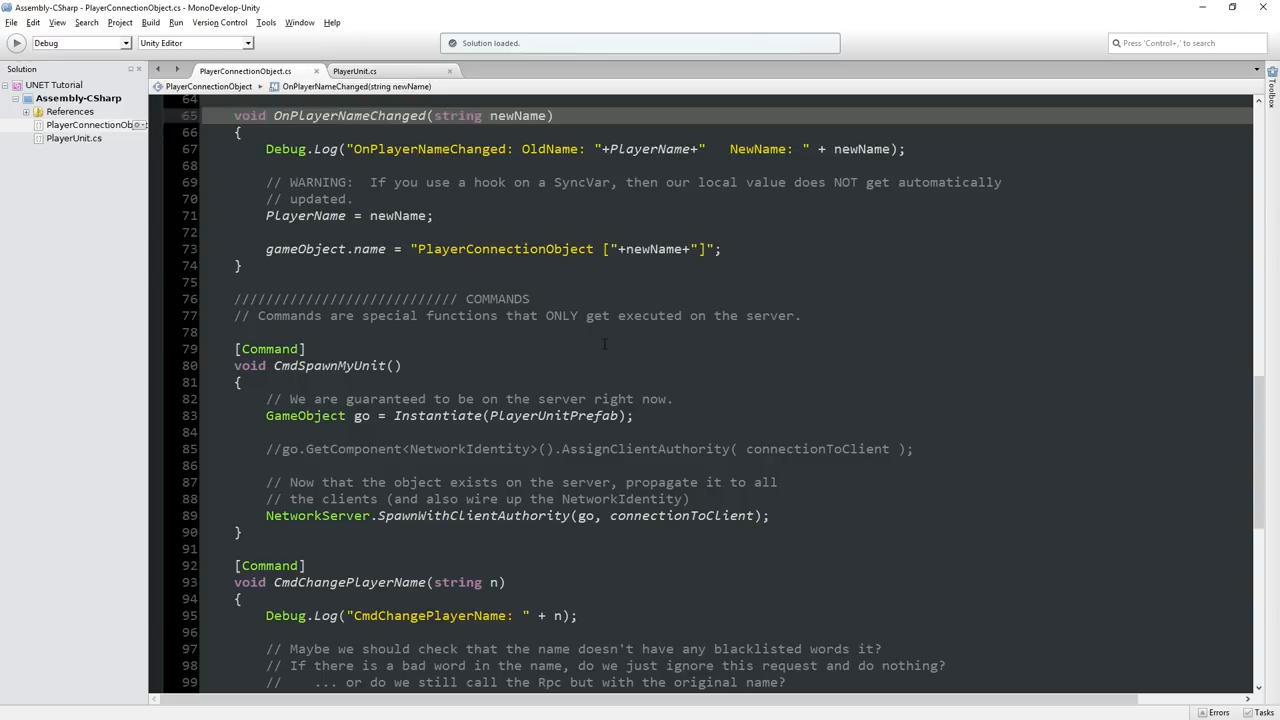 Assembly-CSharp - PlayerConnectionObject.cs - MonoDevelop-Unity
File Edit View Search Project Build Run Version Control Tools Window Help
Debug Unity Editor Solution loaded. Press 'Control+,' to search
Solution PlayerConnectionObject.cs PlayerUnit.cs
UNET Tutorial PlayerConnectionObject OnPlayerNameChanged(string newName)
Assembly-CSharp
References
PlayerConnectionObj
PlayerUnit.cs
Toolbox
64
65 void OnPlayerNameChanged(string newName)
66 {
67 Debug.Log("OnPlayerNameChanged: OldName: "+PlayerName+"   NewName: " + newName);
68
69 // WARNING:  If you use a hook on a SyncVar, then our local value does NOT get automatically
70 // updated.
71 PlayerName = newName;
72
73 gameObject.name = "PlayerConnectionObject ["+newName+"]";
74 }
75
76 //////////////////////////// COMMANDS
77 // Commands are special functions that ONLY get executed on the server.
78
79 [Command]
80 void CmdSpawnMyUnit()
81 {
82 // We are guaranteed to be on the server right now.
83 GameObject go = Instantiate(PlayerUnitPrefab);
84
85 //go.GetComponent<NetworkIdentity>().AssignClientAuthority( connectionToClient );
86
87 // Now that the object exists on the server, propagate it to all
88 // the clients (and also wire up the NetworkIdentity)
89 NetworkServer.SpawnWithClientAuthority(go, connectionToClient);
90 }
91
92 [Command]
93 void CmdChangePlayerName(string n)
94 {
95 Debug.Log("CmdChangePlayerName: " + n);
96
97 // Maybe we should check that the name doesn't have any blacklisted words it?
98 // If there is a bad word in the name, do we just ignore this request and do nothing?
99 //    ... or do we still call the Rpc but with the original name?
Errors Tasks